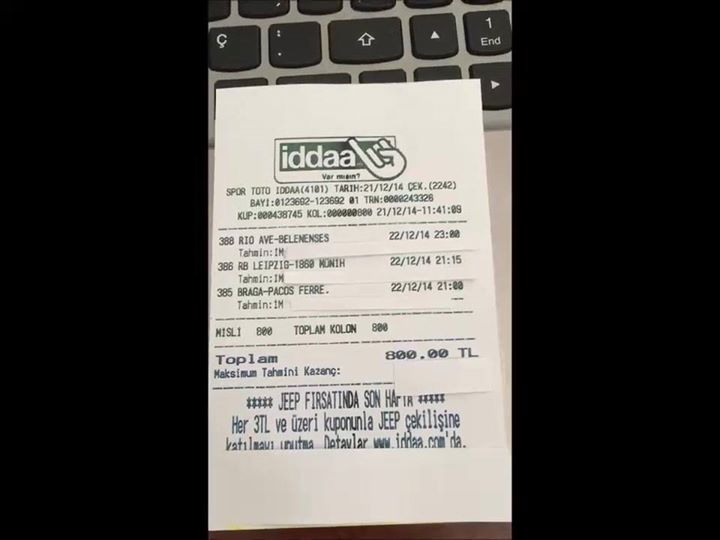 Ç
:
.
1
End
iddaa
Var mısın?
SPOR TOTO IDDAA(4101) TARIH:21/12/14 ÇEK.(2242)
BAYI:0123692-123692 01 TRN:0000243326
KUP:000438745 KOL:000000800 21/12/14-11:41:09
388 RIO AVE-BELENENSES 22/12/14 23:00
Tahmin:1M
386 RB LEIPZIG-1860 MÜNIH 22/12/14 21:15
Tahmin:1M
385 BRAGA-PACOS FERRE. 22/12/14 21:00
Tahmin:1M
MISLI 800 TOPLAM KOLON 800
Toplam 800.00 TL
Maksimum Tahmini Kazanç:
***** JEEP FIRSATINDA SON HAFTA *****
Her 3TL ve üzeri kuponunla JEEP çekilişine
katılmayı unutma. Detaylar www.iddaa.com'da.